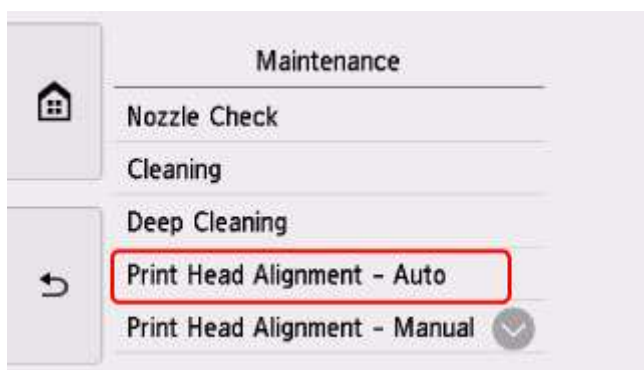 Maintenance
Nozzle Check
Cleaning
Deep Cleaning
Print Head Alignment - Auto
Print Head Alignment - Manual